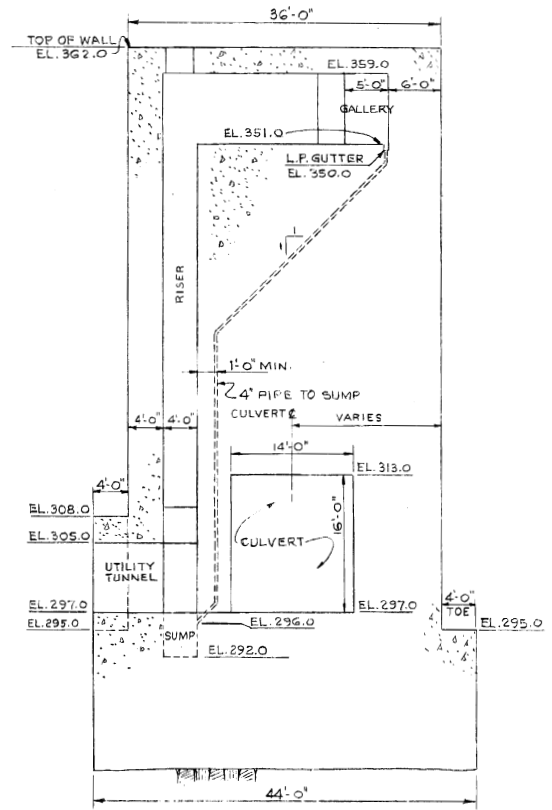 36'-0"
TOP OF WALL
EL. 362.0
EL.359.0
5'-0"
6'-0"
GALLERY
EL.351.0
L.P. GUTTER
EL. 350.0
1
1
RISER
1'-0" MIN.
4" PIPE TO SUMP
CULVERT ℄
VARIES
4'-0"
4'-0"
14'-0"
EL.313.0
4'-0"
EL.308.0
16'-0"
EL.305.0
CULVERT
UTILITY
TUNNEL
4'-0"
EL.297.0
EL.297.0
TOE
EL.295.0
EL.296.0
EL.295.0
SUMP
EL.292.0
44'-0"